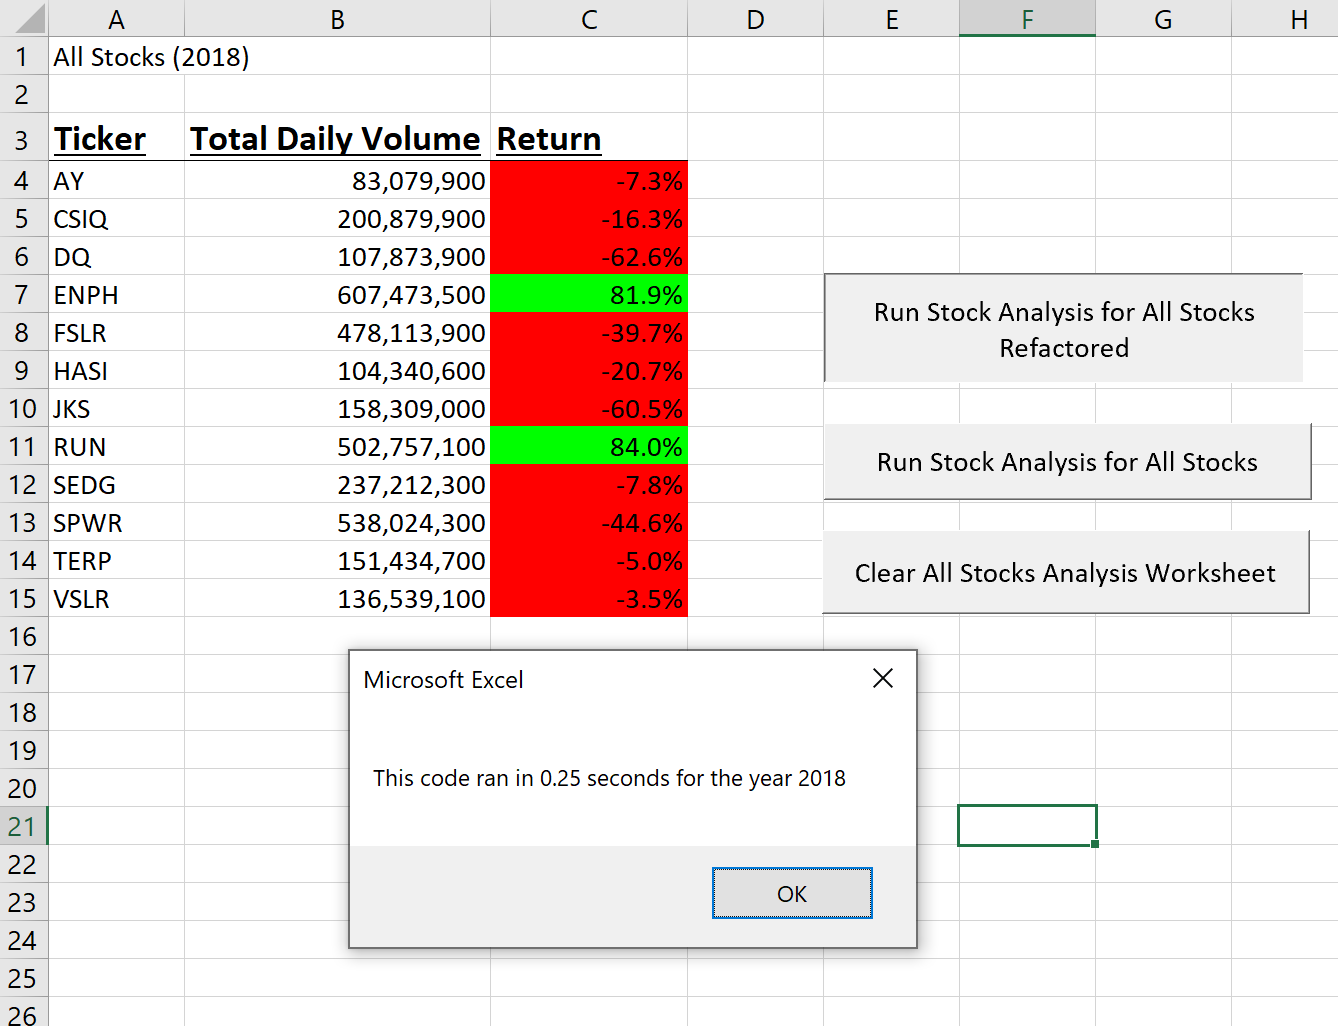 A B C D E F G H
1 All Stocks (2018)
2
3 Ticker Total Daily Volume Return
4 AY 83,079,900 -7.3%
5 CSIQ 200,879,900 -16.3%
6 DQ 107,873,900 -62.6%
7 ENPH 607,473,500 81.9%
8 FSLR 478,113,900 -39.7%
9 HASI 104,340,600 -20.7%
10 JKS 158,309,000 -60.5%
11 RUN 502,757,100 84.0%
12 SEDG 237,212,300 -7.8%
13 SPWR 538,024,300 -44.6%
14 TERP 151,434,700 -5.0%
15 VSLR 136,539,100 -3.5%
16
17
18
19
20
21
22
23
24
25
26
Run Stock Analysis for All Stocks
Refactored
Run Stock Analysis for All Stocks
Clear All Stocks Analysis Worksheet
Microsoft Excel
This code ran in 0.25 seconds for the year 2018
OK